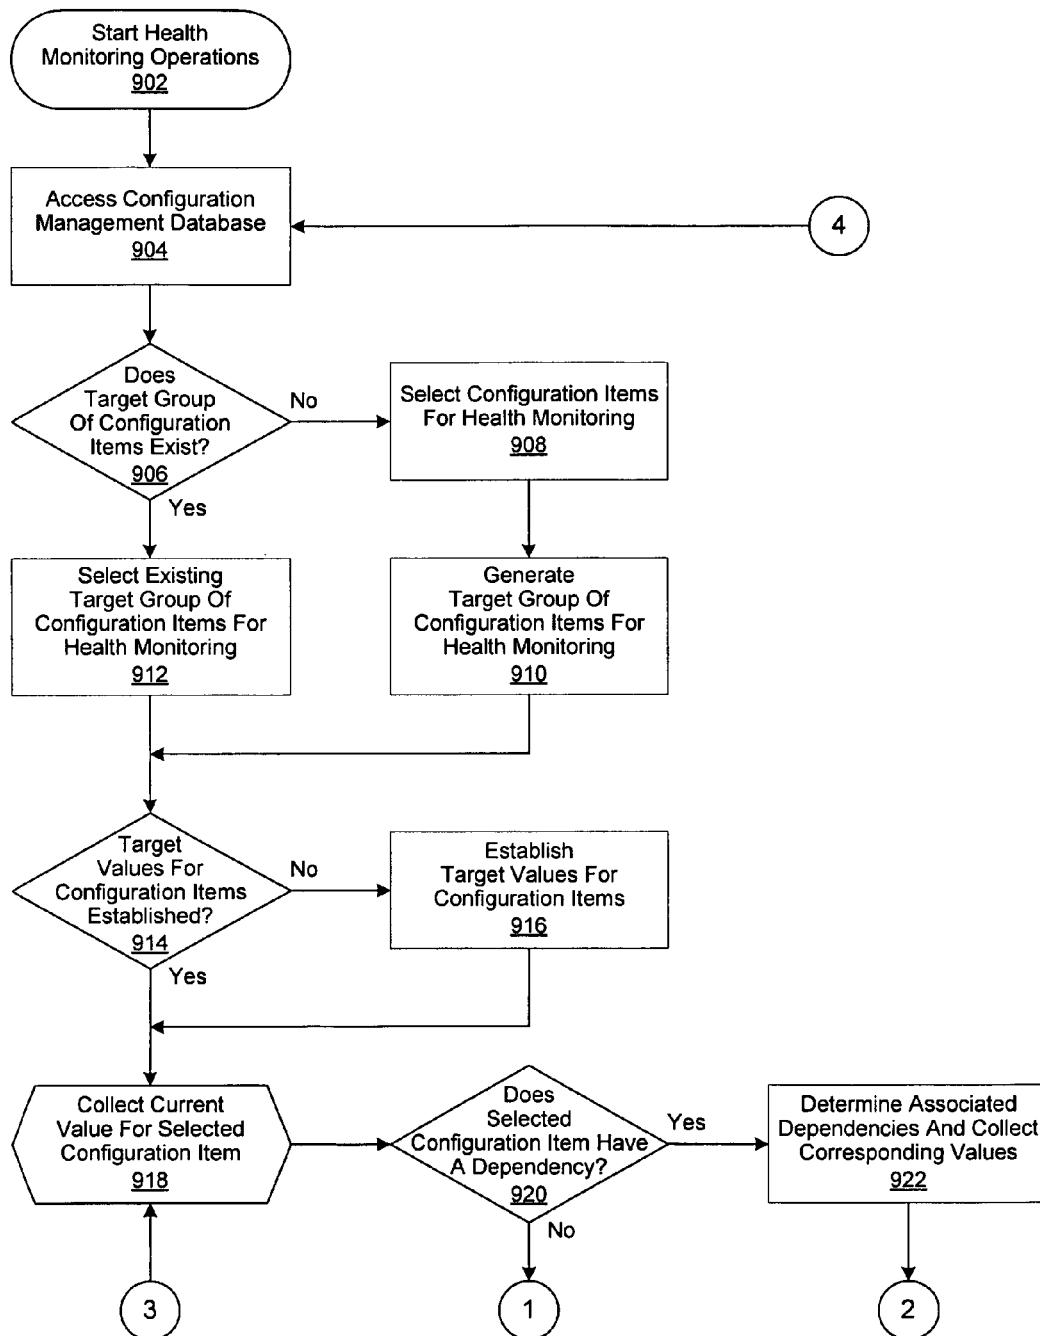 Start Health
Monitoring Operations
902
Access Configuration
Management Database
904
4
Does
Target Group
Of Configuration
Items Exist?
906
No
Yes
Select Configuration Items
For Health Monitoring
908
Select Existing
Target Group Of
Configuration Items For
Health Monitoring
912
Generate
Target Group Of
Configuration Items For
Health Monitoring
910
Target
Values For
Configuration Items
Established?
914
No
Yes
Establish
Target Values For
Configuration Items
916
Collect Current
Value For Selected
Configuration Item
918
Does
Selected
Configuration Item Have
A Dependency?
920
Yes
No
Determine Associated
Dependencies And Collect
Corresponding Values
922
3
1
2